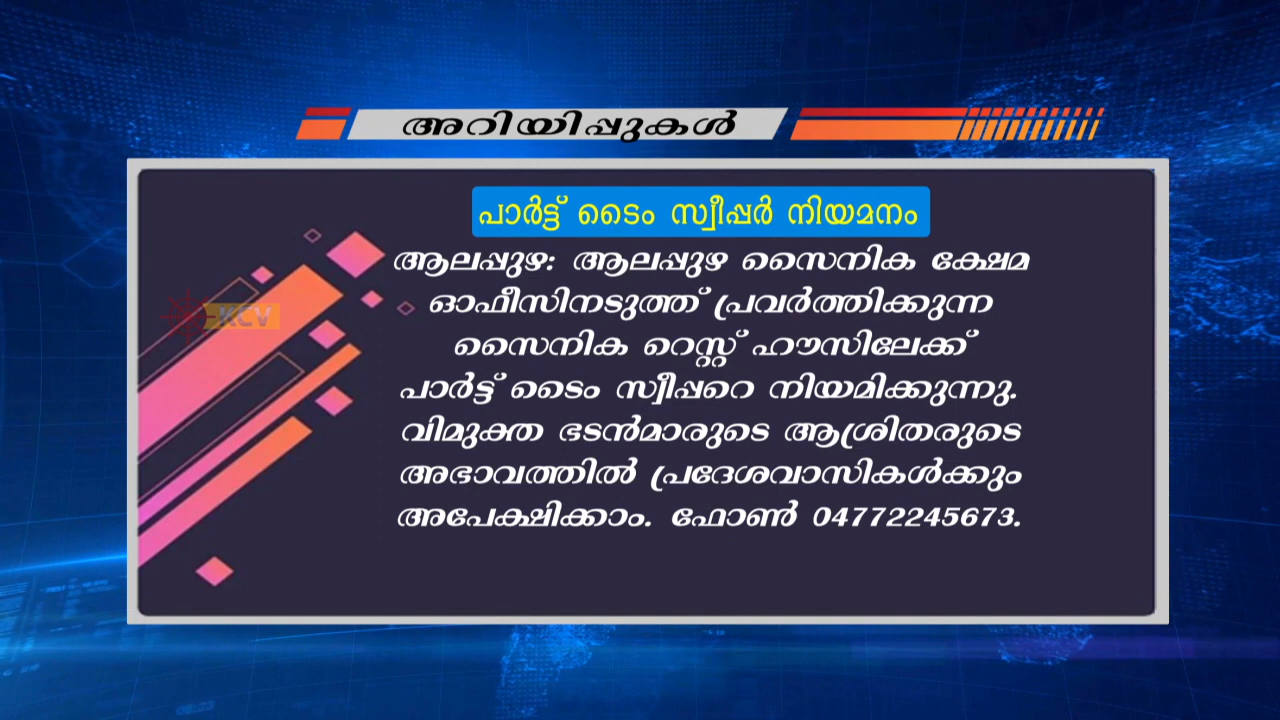 അറിയിപ്പുകൾ
പാർട്ട് ടൈം സ്വീപ്പർ നിയമനം
ആലപ്പുഴ: ആലപ്പുഴ സൈനിക ക്ഷേമ
ഓഫീസിനടുത്ത് പ്രവർത്തിക്കുന്ന
KCV
സൈനിക റെസ്റ്റ് ഹൗസിലേക്ക്
പാർട്ട് ടൈം സ്വീപ്പറെ നിയമിക്കുന്നു.
വിമുക്ത ഭടൻമാരുടെ ആശ്രിതരുടെ
അഭാവത്തിൽ പ്രദേശവാസികൾക്കും
അപേക്ഷിക്കാം. ഫോൺ 04772245673.